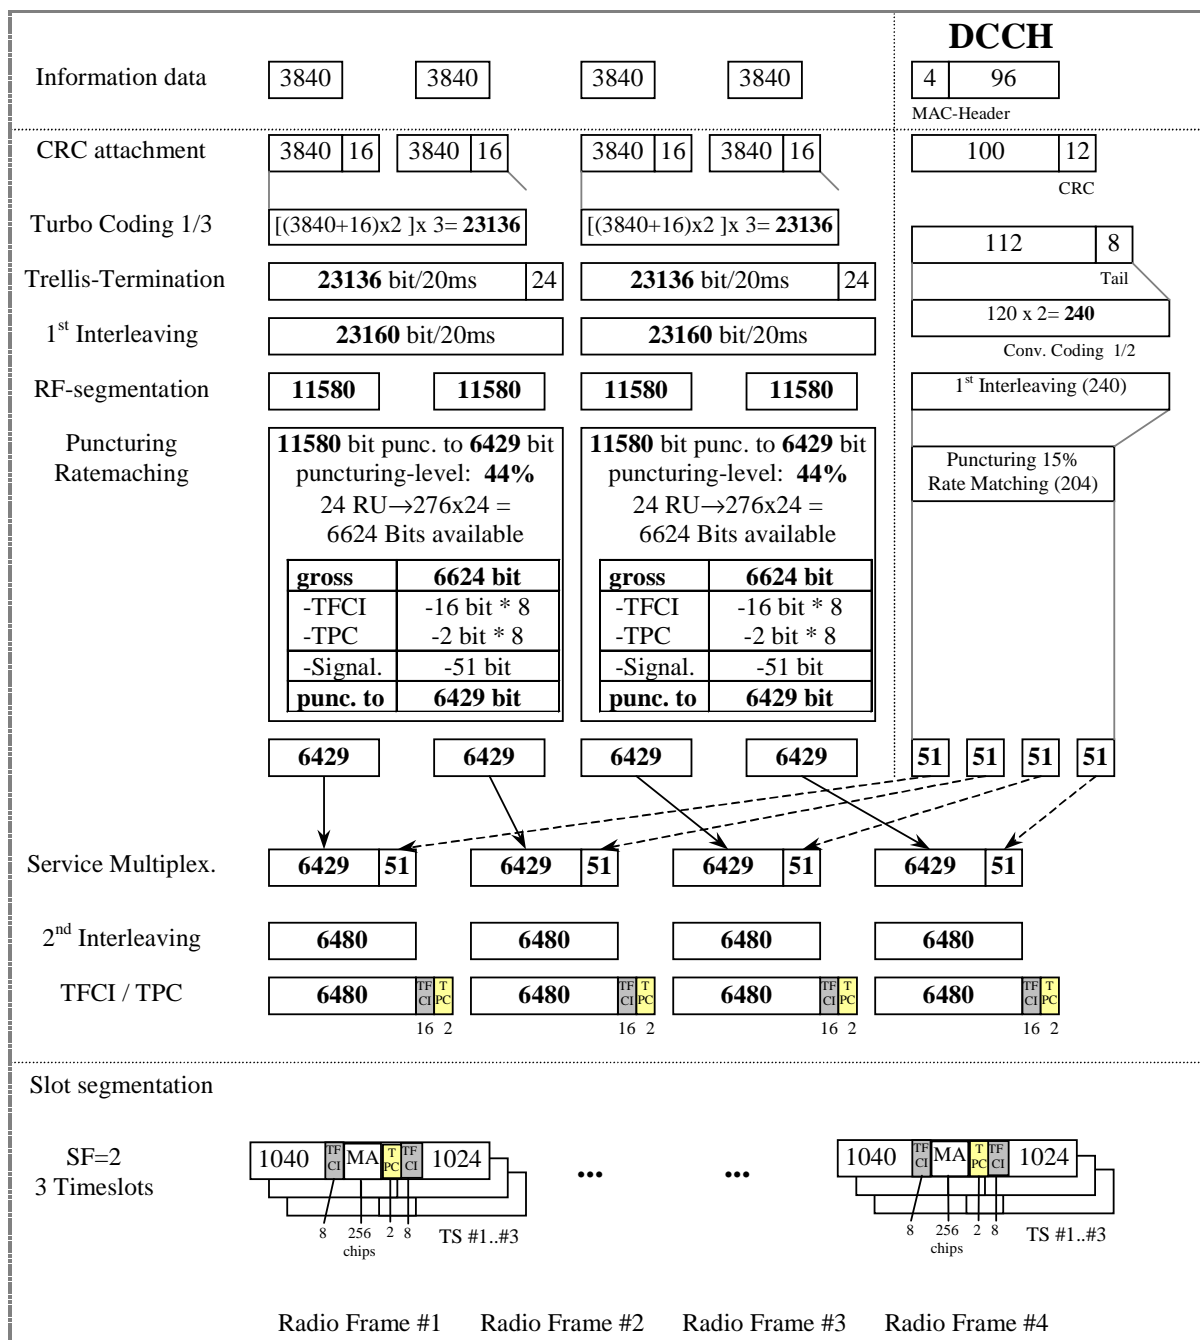 DCCH
Information data 3840 3840 3840 3840 4 96
MAC-Header
CRC attachment 3840 16 3840 16 3840 16 3840 16 100 12
CRC
Turbo Coding 1/3 [(3840+16)x2 ]x 3= 23136 [(3840+16)x2 ]x 3= 23136
112 8
Tail
Trellis-Termination 23136 bit/20ms 24 23136 bit/20ms 24
120 x 2= 240
1st Interleaving 23160 bit/20ms 23160 bit/20ms
Conv. Coding 1/2
RF-segmentation 11580 11580 11580 11580 1st Interleaving (240)
Puncturing
Ratemaching
11580 bit punc. to 6429 bit
puncturing-level: 44%
24 RU→276x24 =
6624 Bits available
gross 6624 bit
-TFCI -16 bit * 8
-TPC -2 bit * 8
-Signal. -51 bit
punc. to 6429 bit
11580 bit punc. to 6429 bit
puncturing-level: 44%
24 RU→276x24 =
6624 Bits available
gross 6624 bit
-TFCI -16 bit * 8
-TPC -2 bit * 8
-Signal. -51 bit
punc. to 6429 bit
Puncturing 15%
Rate Matching (204)
6429 6429 6429 6429 51 51 51 51
Service Multiplex. 6429 51 6429 51 6429 51 6429 51
2nd Interleaving 6480 6480 6480 6480
TFCI / TPC 6480 TF CI T PC 6480 TF CI T PC 6480 TF CI T PC 6480 TF CI T PC
16 2 16 2 16 2 16 2
Slot segmentation
SF=2
3 Timeslots
1040 TF CI MA T PC TF CI 1024 ... ... 1040 TF CI MA T PC TF CI 1024
8 256 2 8 TS #1..#3 8 256 2 8 TS #1..#3
chips chips
Radio Frame #1 Radio Frame #2 Radio Frame #3 Radio Frame #4